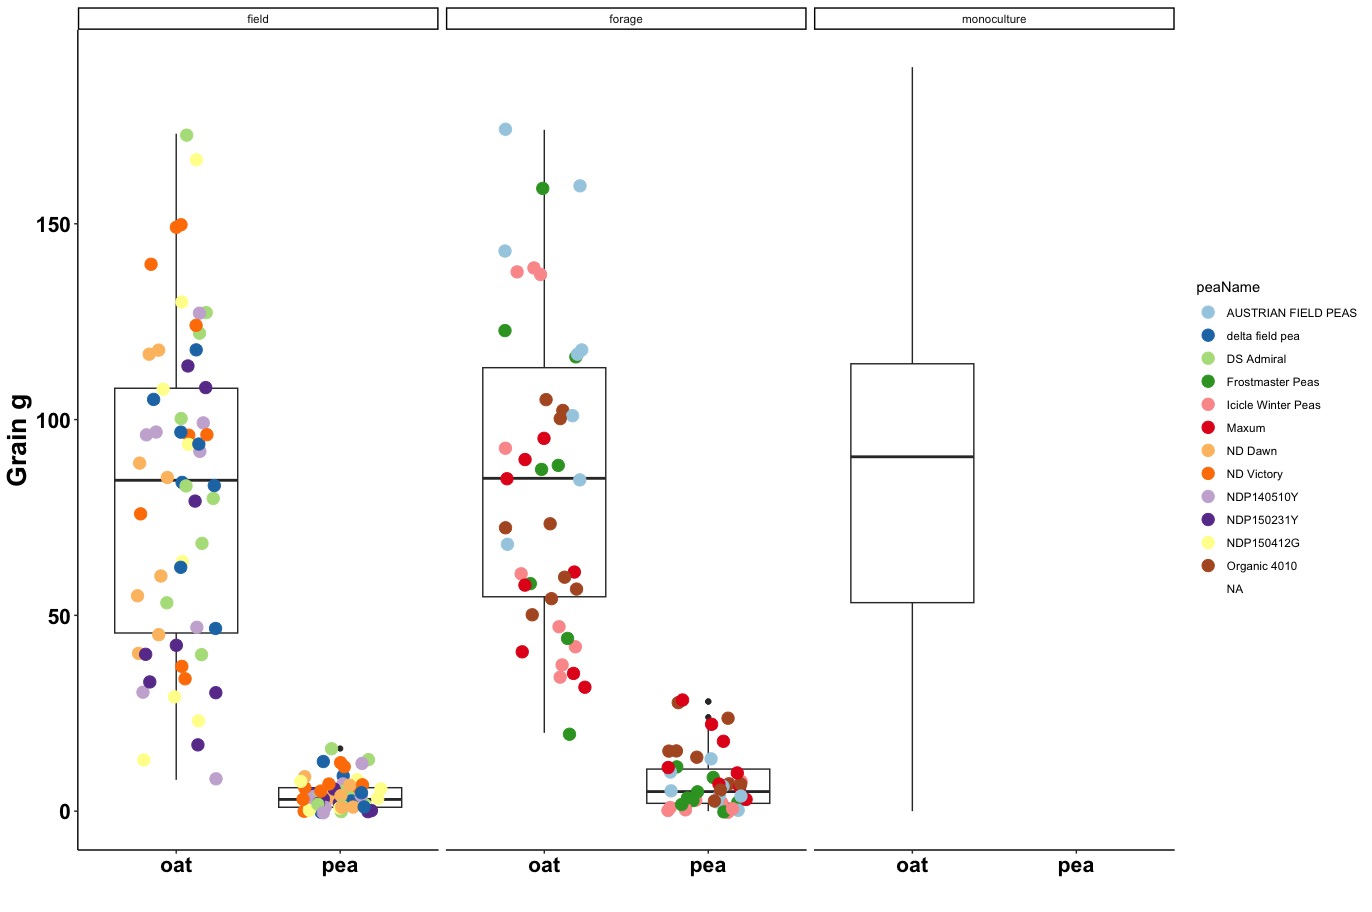 field
forage
monoculture
Grain g
150
100
50
0
oat
pea
oat
pea
oat
pea
peaName
AUSTRIAN FIELD PEAS
delta field pea
DS Admiral
Frostmaster Peas
Icicle Winter Peas
Maxum
ND Dawn
ND Victory
NDP140510Y
NDP150231Y
NDP150412G
Organic 4010
NA